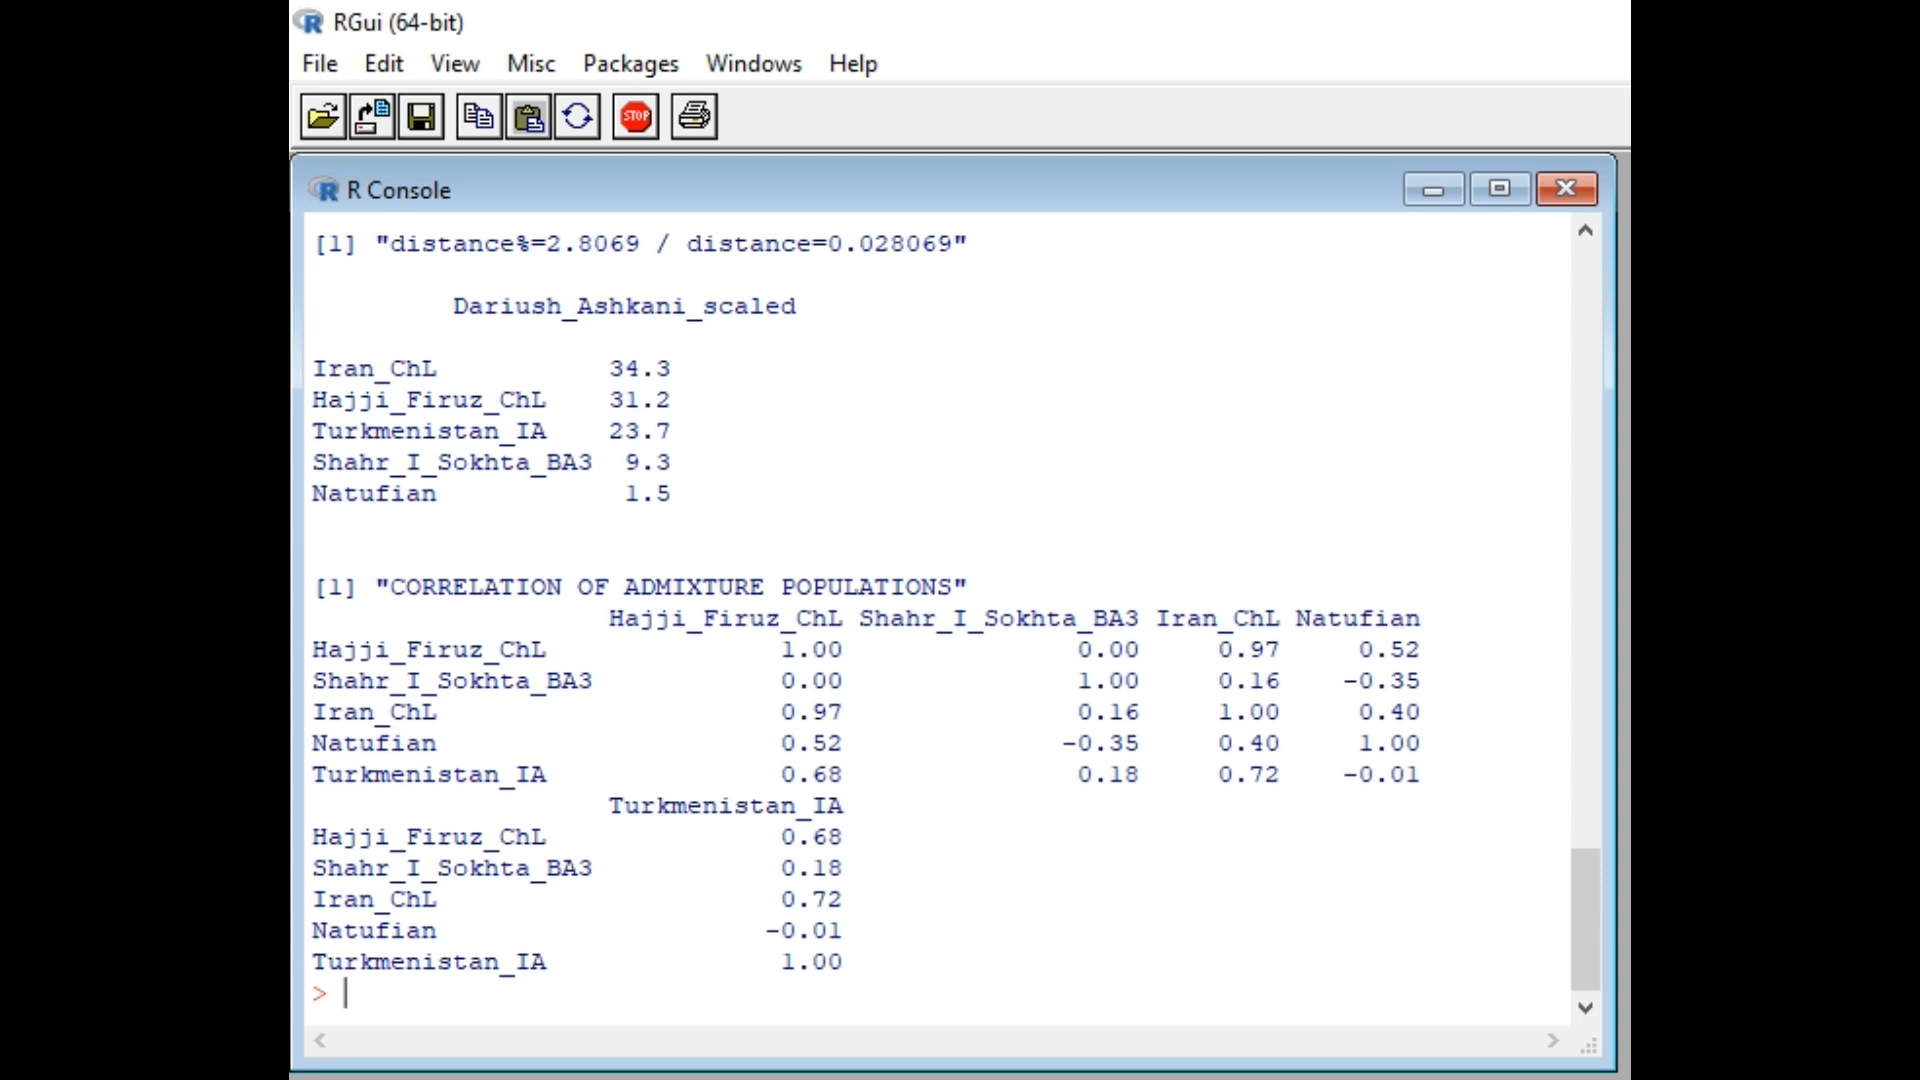 RGui (64-bit)
File Edit View Misc Packages Windows Help
STOP
R Console
[1] "distance%=2.8069 / distance=0.028069"
Dariush_Ashkani_scaled
Iran_ChL 34.3
Hajji_Firuz_ChL 31.2
Turkmenistan_IA 23.7
Shahr_I_Sokhta_BA3 9.3
Natufian 1.5
[1] "CORRELATION OF ADMIXTURE POPULATIONS"
Hajji_Firuz_ChL Shahr_I_Sokhta_BA3 Iran_ChL Natufian
Hajji_Firuz_ChL 1.00 0.00 0.97 0.52
Shahr_I_Sokhta_BA3 0.00 1.00 0.16 -0.35
Iran_ChL 0.97 0.16 1.00 0.40
Natufian 0.52 -0.35 0.40 1.00
Turkmenistan_IA 0.68 0.18 0.72 -0.01
Turkmenistan_IA
Hajji_Firuz_ChL 0.68
Shahr_I_Sokhta_BA3 0.18
Iran_ChL 0.72
Natufian -0.01
Turkmenistan_IA 1.00
>